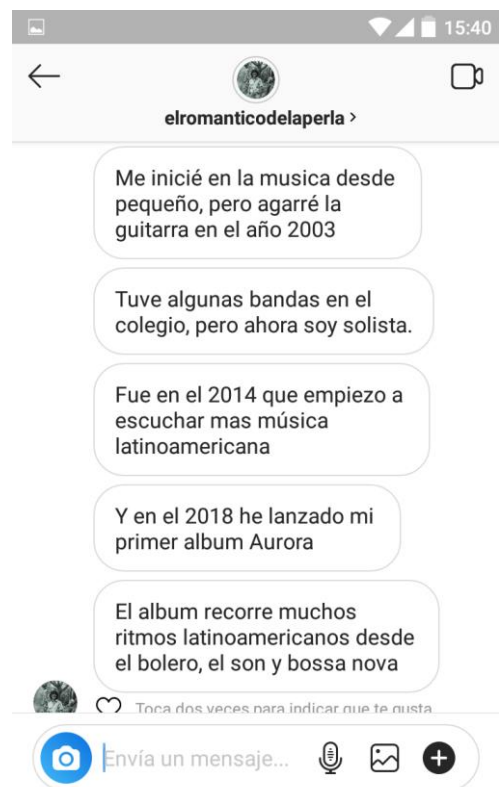 15:40
elromanticodelaperla >
Me inicié en la musica desde
pequeño, pero agarré la
guitarra en el año 2003
Tuve algunas bandas en el
colegio, pero ahora soy solista.
Fue en el 2014 que empiezo a
escuchar mas música
latinoamericana
Y en el 2018 he lanzado mi
primer album Aurora
El album recorre muchos
ritmos latinoamericanos desde
el bolero, el son y bossa nova
Toca dos veces para indicar que te gusta
Envía un mensaje...